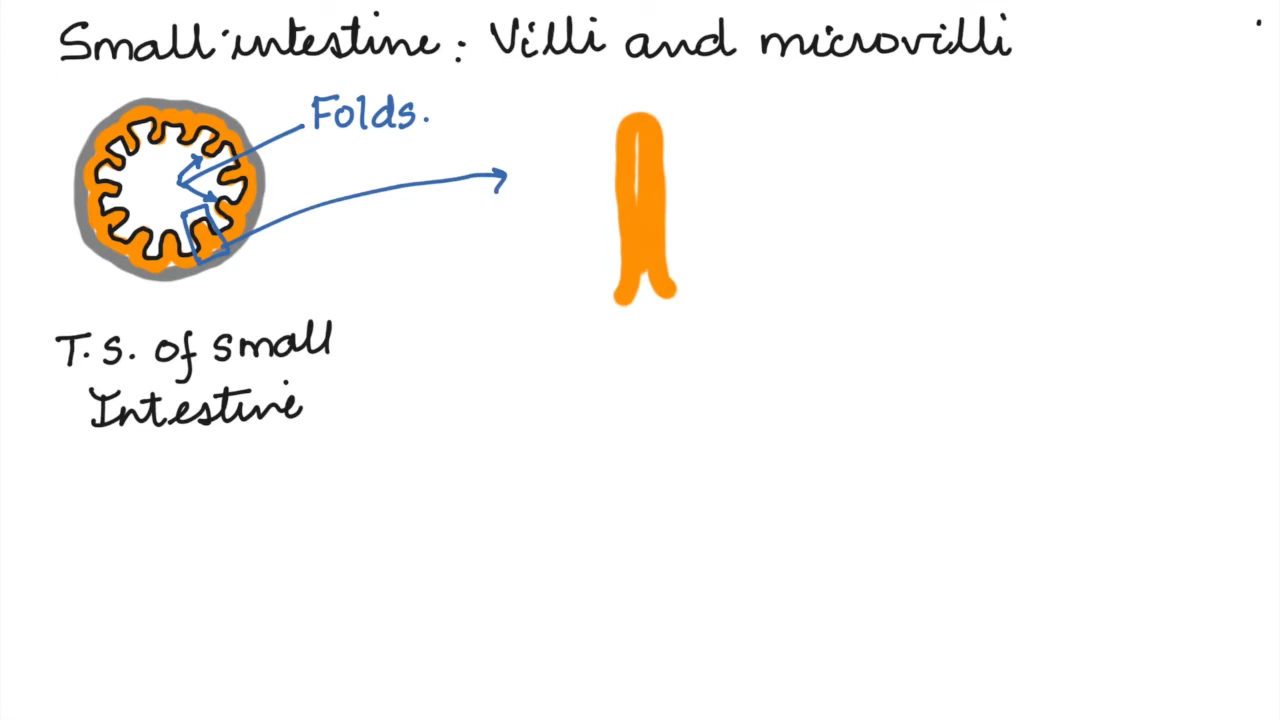 Small intestine: Villi and microvilli
Folds.
T.S. of small
Intestine